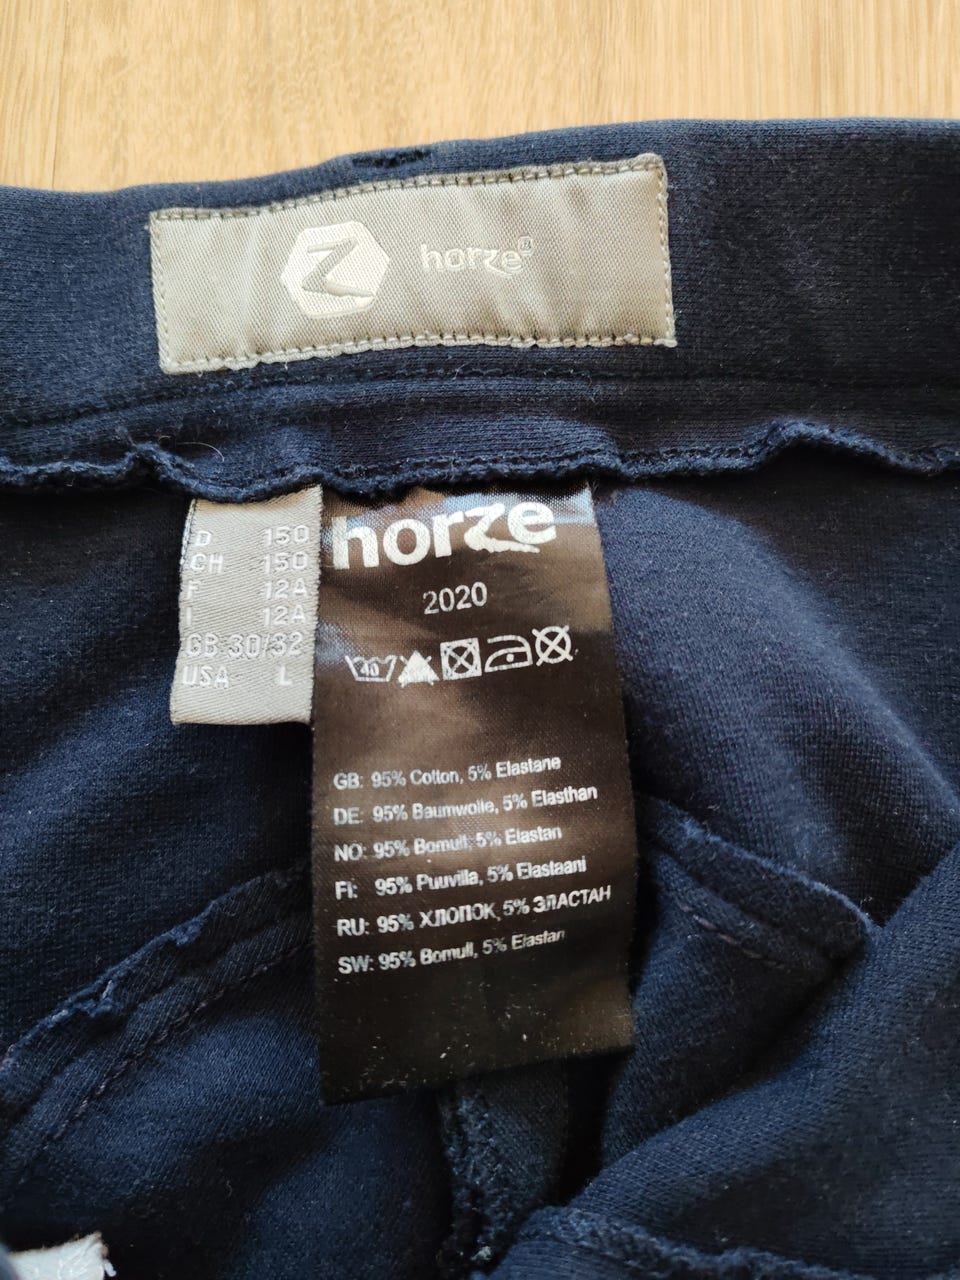 horze®
D 150
CH 150
F 12A
I 12A
GB 30/32
USA L
horze
2020
40
GB: 95% Cotton, 5% Elastane
DE: 95% Baumwolle, 5% Elasthan
NO: 95% Bomull, 5% Elastan
FI: 95% Puuvilla, 5% Elastaani
RU: 95% ХЛОПОК, 5% ЭЛАСТАН
SW: 95% Bomull, 5% Elastan